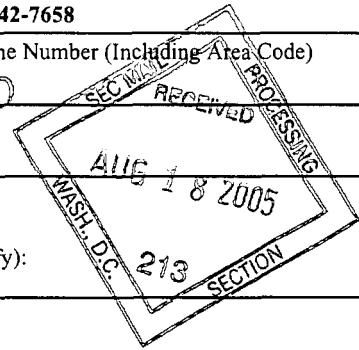 42-7658
ne Number (Including Area Code)
SEC MAIL
RECEIVED
PROCESSING
AUG 18 2005
WASH., D.C.
213
SECTION
fy):